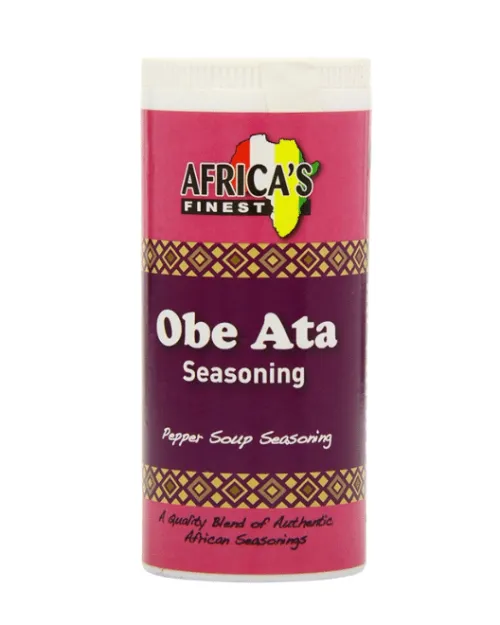 AFRICA'S
FINEST
Obe Ata
Seasoning
Pepper Soup Seasoning
A Quality Blend of Authentic
African Seasonings